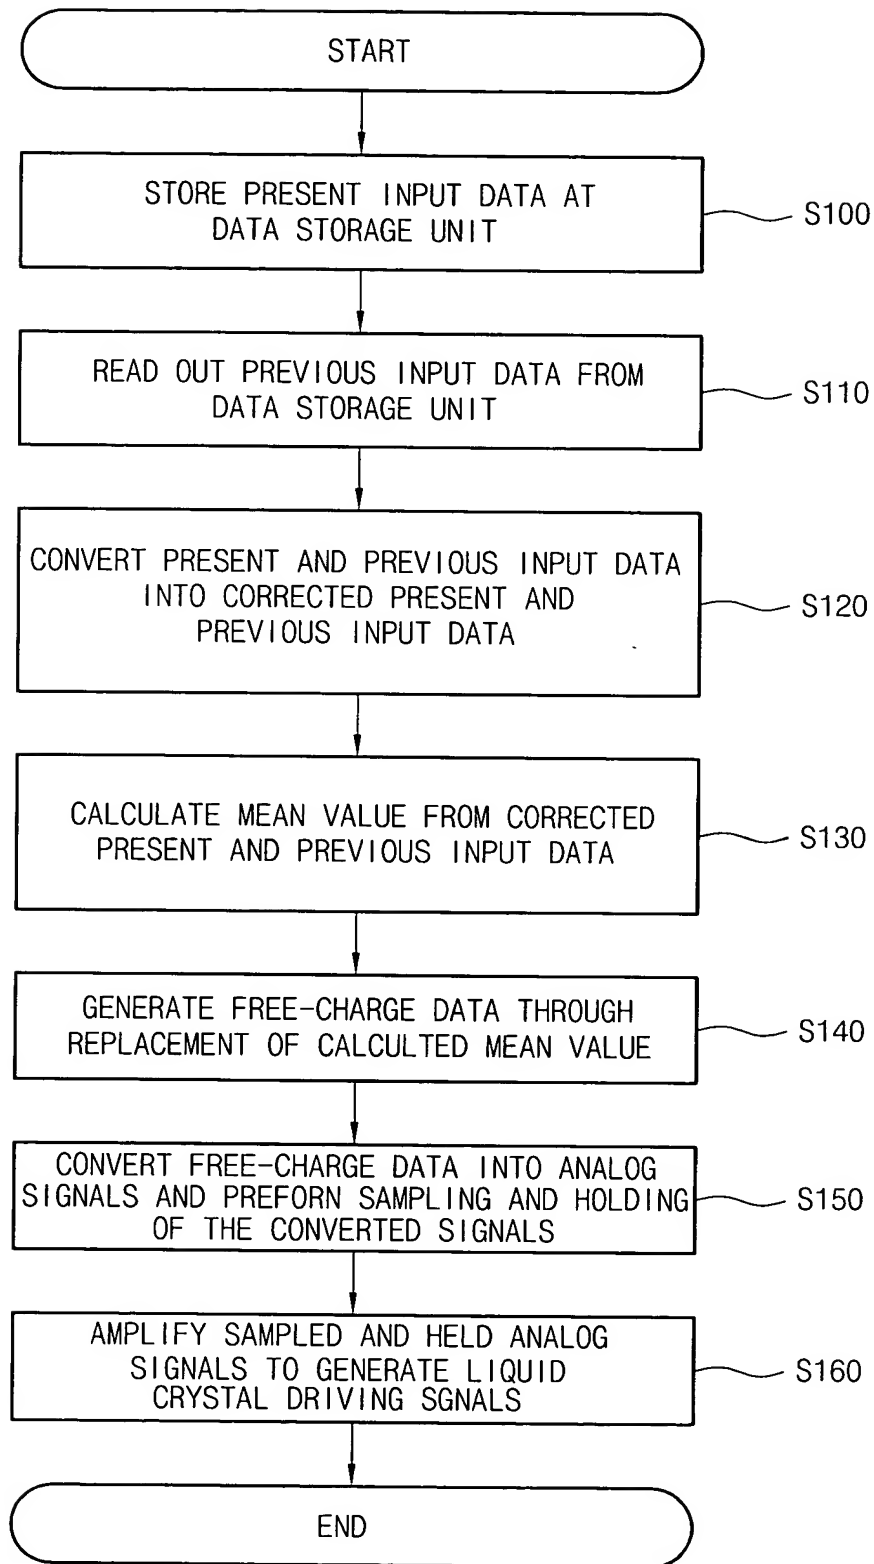 START
STORE PRESENT INPUT DATA AT
DATA STORAGE UNIT
S100
READ OUT PREVIOUS INPUT DATA FROM
DATA STORAGE UNIT
S110
CONVERT PRESENT AND PREVIOUS INPUT DATA
INTO CORRECTED PRESENT AND
PREVIOUS INPUT DATA
S120
CALCULATE MEAN VALUE FROM CORRECTED
PRESENT AND PREVIOUS INPUT DATA
S130
GENERATE FREE-CHARGE DATA THROUGH
REPLACEMENT OF CALCULTED MEAN VALUE
S140
CONVERT FREE-CHARGE DATA INTO ANALOG
SIGNALS AND PREFORN SAMPLING AND HOLDING
OF THE CONVERTED SIGNALS
S150
AMPLIFY SAMPLED AND HELD ANALOG
SIGNALS TO GENERATE LIQUID
CRYSTAL DRIVING SGNALS
S160
END